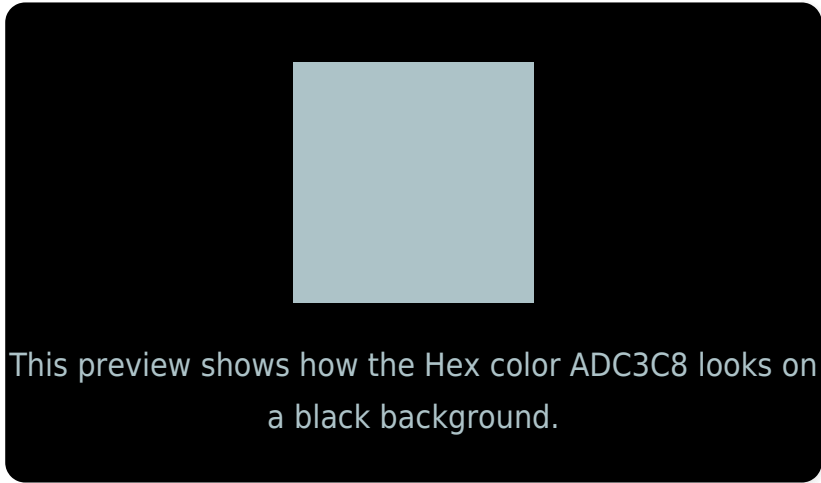 This preview shows how the Hex color ADC3C8 looks on
a black background.